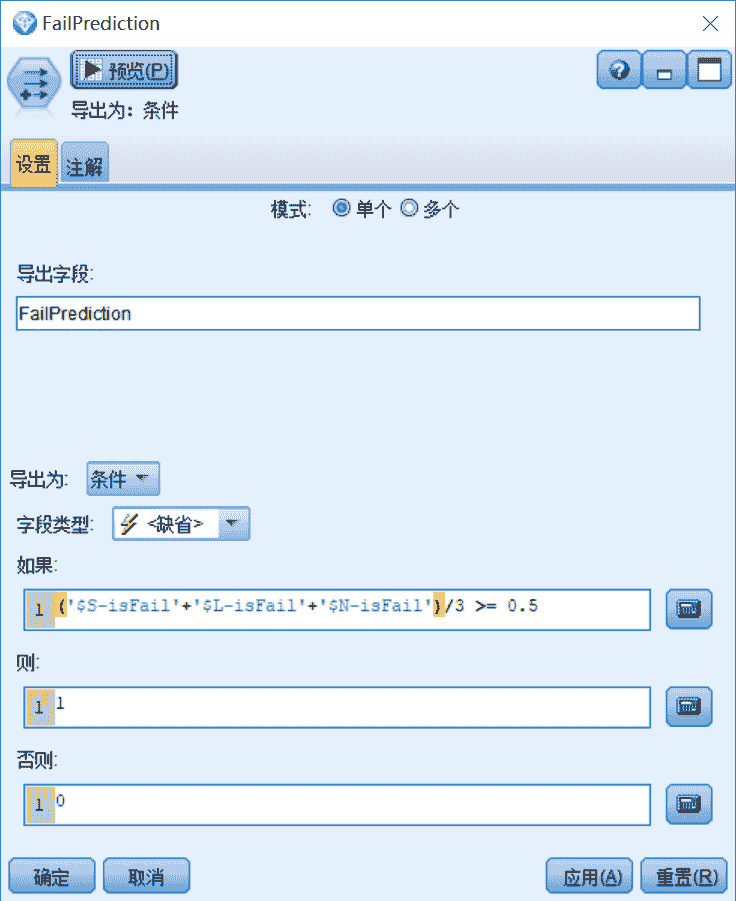 FailPrediction
预览(P)
导出为: 条件
设置 注解
模式: 单个 多个
导出字段:
FailPrediction
导出为: 条件
字段类型: <缺省>
如果:
1 ('$S-isFail'+'$L-isFail'+'$N-isFail')/3 >= 0.5
则:
1 1
否则:
1 0
确定 取消 应用(A) 重置(R)